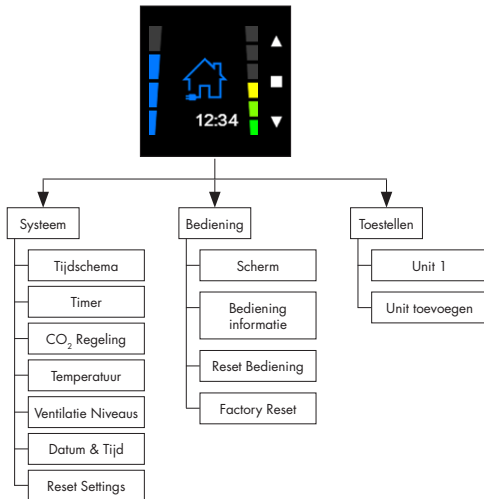 12:34
Systeem
Tijdschema
Timer
CO₂ Regeling
Temperatuur
Ventilatie Niveaus
Datum & Tijd
Reset Settings
Bediening
Scherm
Bediening
informatie
Reset Bediening
Factory Reset
Toestellen
Unit 1
Unit toevoegen